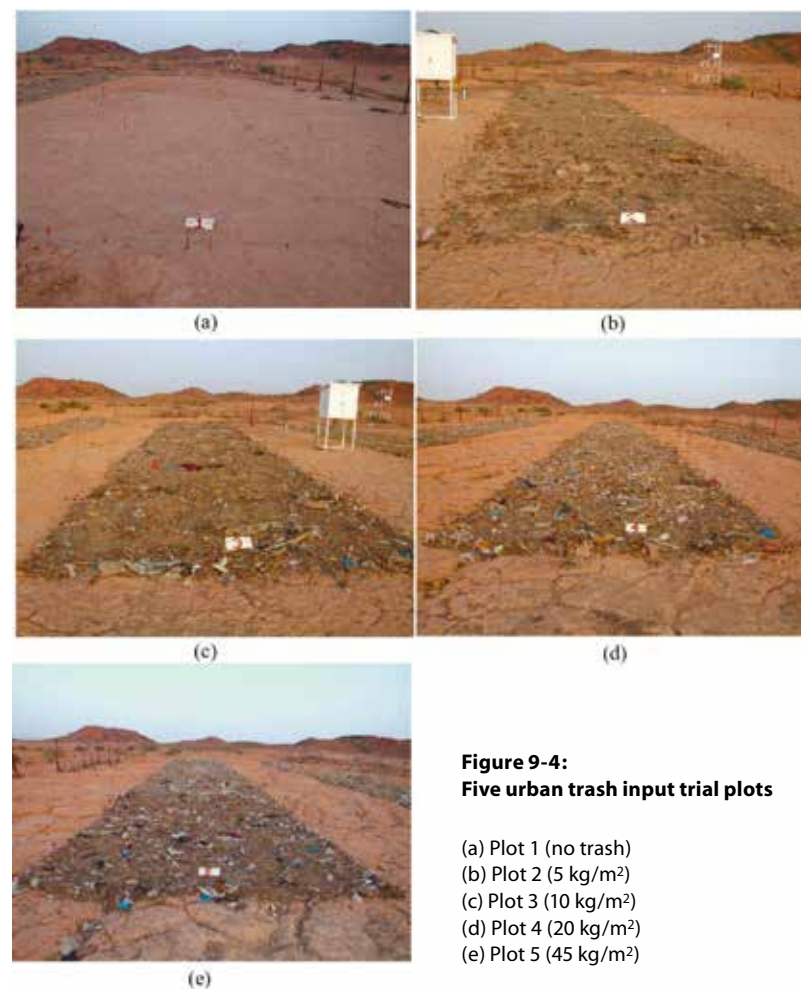 (a)
(b)
(c)
(d)
(e)
Figure 9-4:
Five urban trash input trial plots
(a) Plot 1 (no trash)
(b) Plot 2 (5 kg/m²)
(c) Plot 3 (10 kg/m²)
(d) Plot 4 (20 kg/m²)
(e) Plot 5 (45 kg/m²)